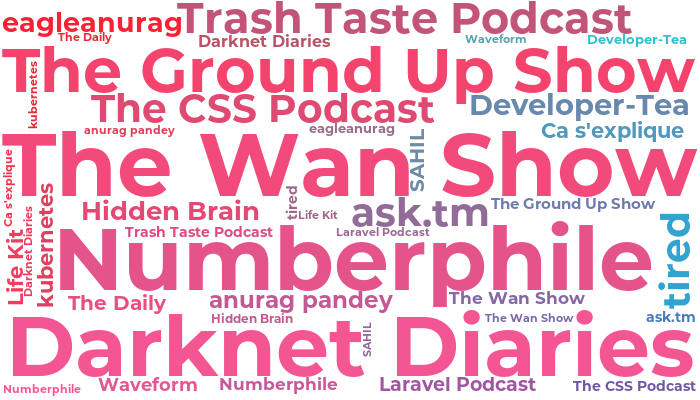 eagleanurag
Trash Taste Podcast
The Daily
Darknet Diaries
Waveform
Developer-Tea
The Ground Up Show
kubernetes
The CSS Podcast
Developer-Tea
anurag pandey
eagleanurag
Ca s'explique
The Wan Show
SAHIL
Ca s'explique
kubernetes
tired
Hidden Brain
Life Kit
ask.tm
The Ground Up Show
Darknet Diaries
Life Kit
Trash Taste Podcast
Laravel Podcast
tired
Numberphile
The Daily
anurag pandey
The Wan Show
Hidden Brain
SAHIL
The Wan Show
ask.tm
Darknet Diaries
Numberphile
Waveform
Numberphile
Laravel Podcast
The CSS Podcast